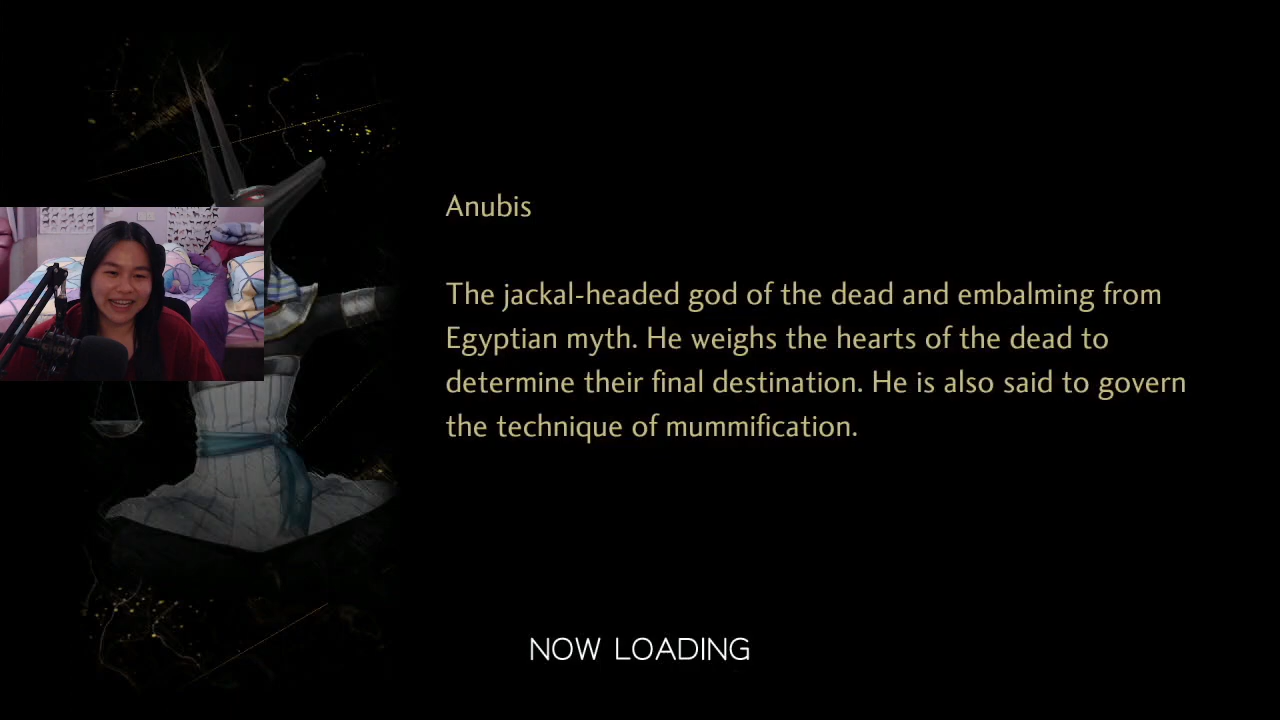 Anubis
The jackal-headed god of the dead and embalming from
Egyptian myth. He weighs the hearts of the dead to
determine their final destination. He is also said to govern
the technique of mummification.
NOW LOADING